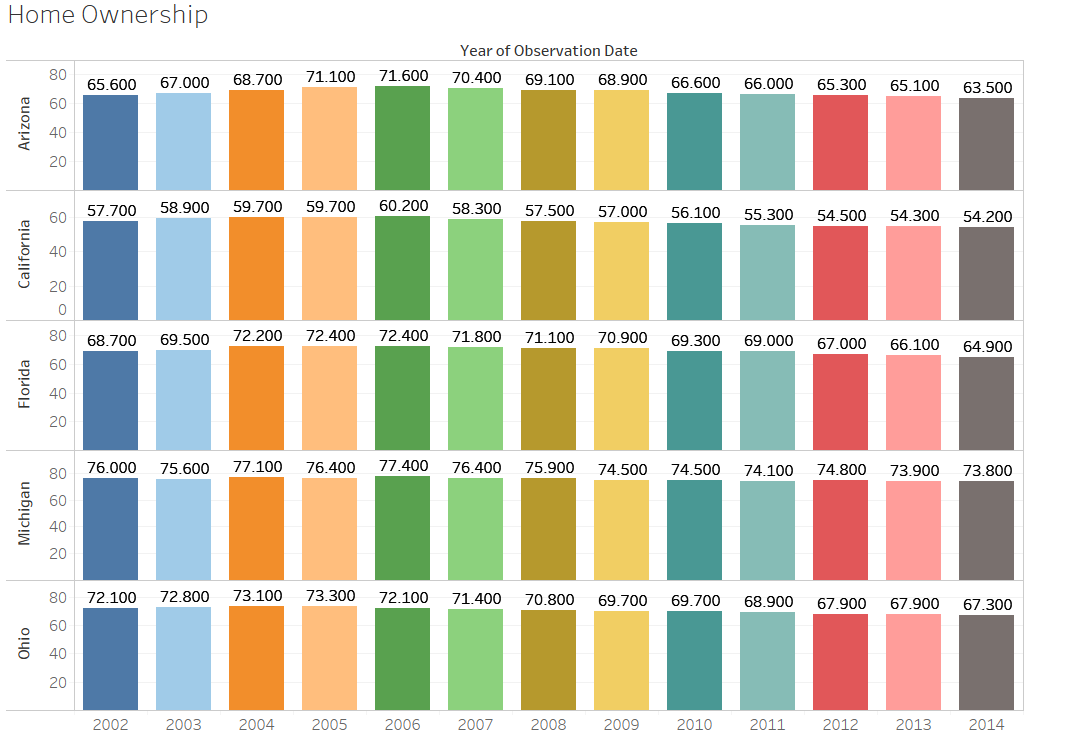 Home Ownership
Year of Observation Date
Arizona
80
60
40
20
65.600 67.000 68.700 71.100 71.600 70.400 69.100 68.900 66.600 66.000 65.300 65.100 63.500
California
60
40
20
0
57.700 58.900 59.700 59.700 60.200 58.300 57.500 57.000 56.100 55.300 54.500 54.300 54.200
Florida
80
60
40
20
68.700 69.500 72.200 72.400 72.400 71.800 71.100 70.900 69.300 69.000 67.000 66.100 64.900
Michigan
80
60
40
20
76.000 75.600 77.100 76.400 77.400 76.400 75.900 74.500 74.500 74.100 74.800 73.900 73.800
Ohio
80
60
40
20
72.100 72.800 73.100 73.300 72.100 71.400 70.800 69.700 69.700 68.900 67.900 67.900 67.300
2002 2003 2004 2005 2006 2007 2008 2009 2010 2011 2012 2013 2014